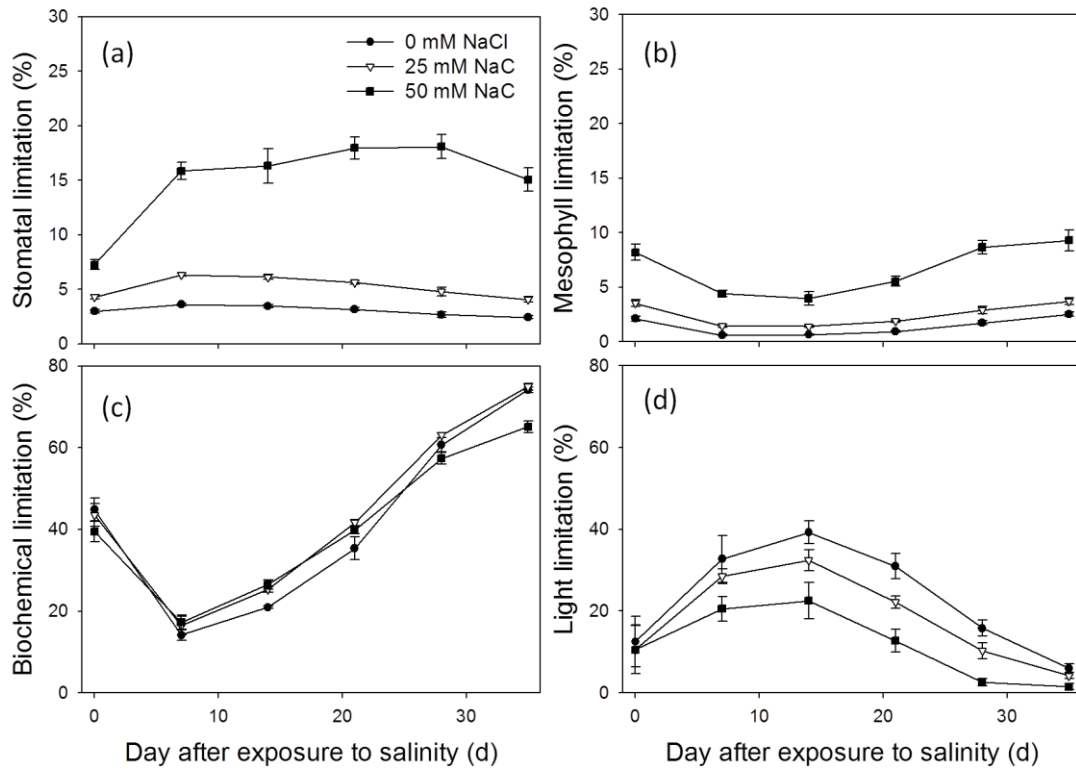 (a)
0 mM NaCl
25 mM NaC
50 mM NaC
Stomatal limitation (%)
30
25
20
15
10
5
0
(b)
Mesophyll limitation (%)
30
25
20
15
10
5
0
(c)
Biochemical limitation (%)
80
60
40
20
0
0 10 20 30
Day after exposure to salinity (d)
(d)
Light limitation (%)
80
60
40
20
0
0 10 20 30
Day after exposure to salinity (d)